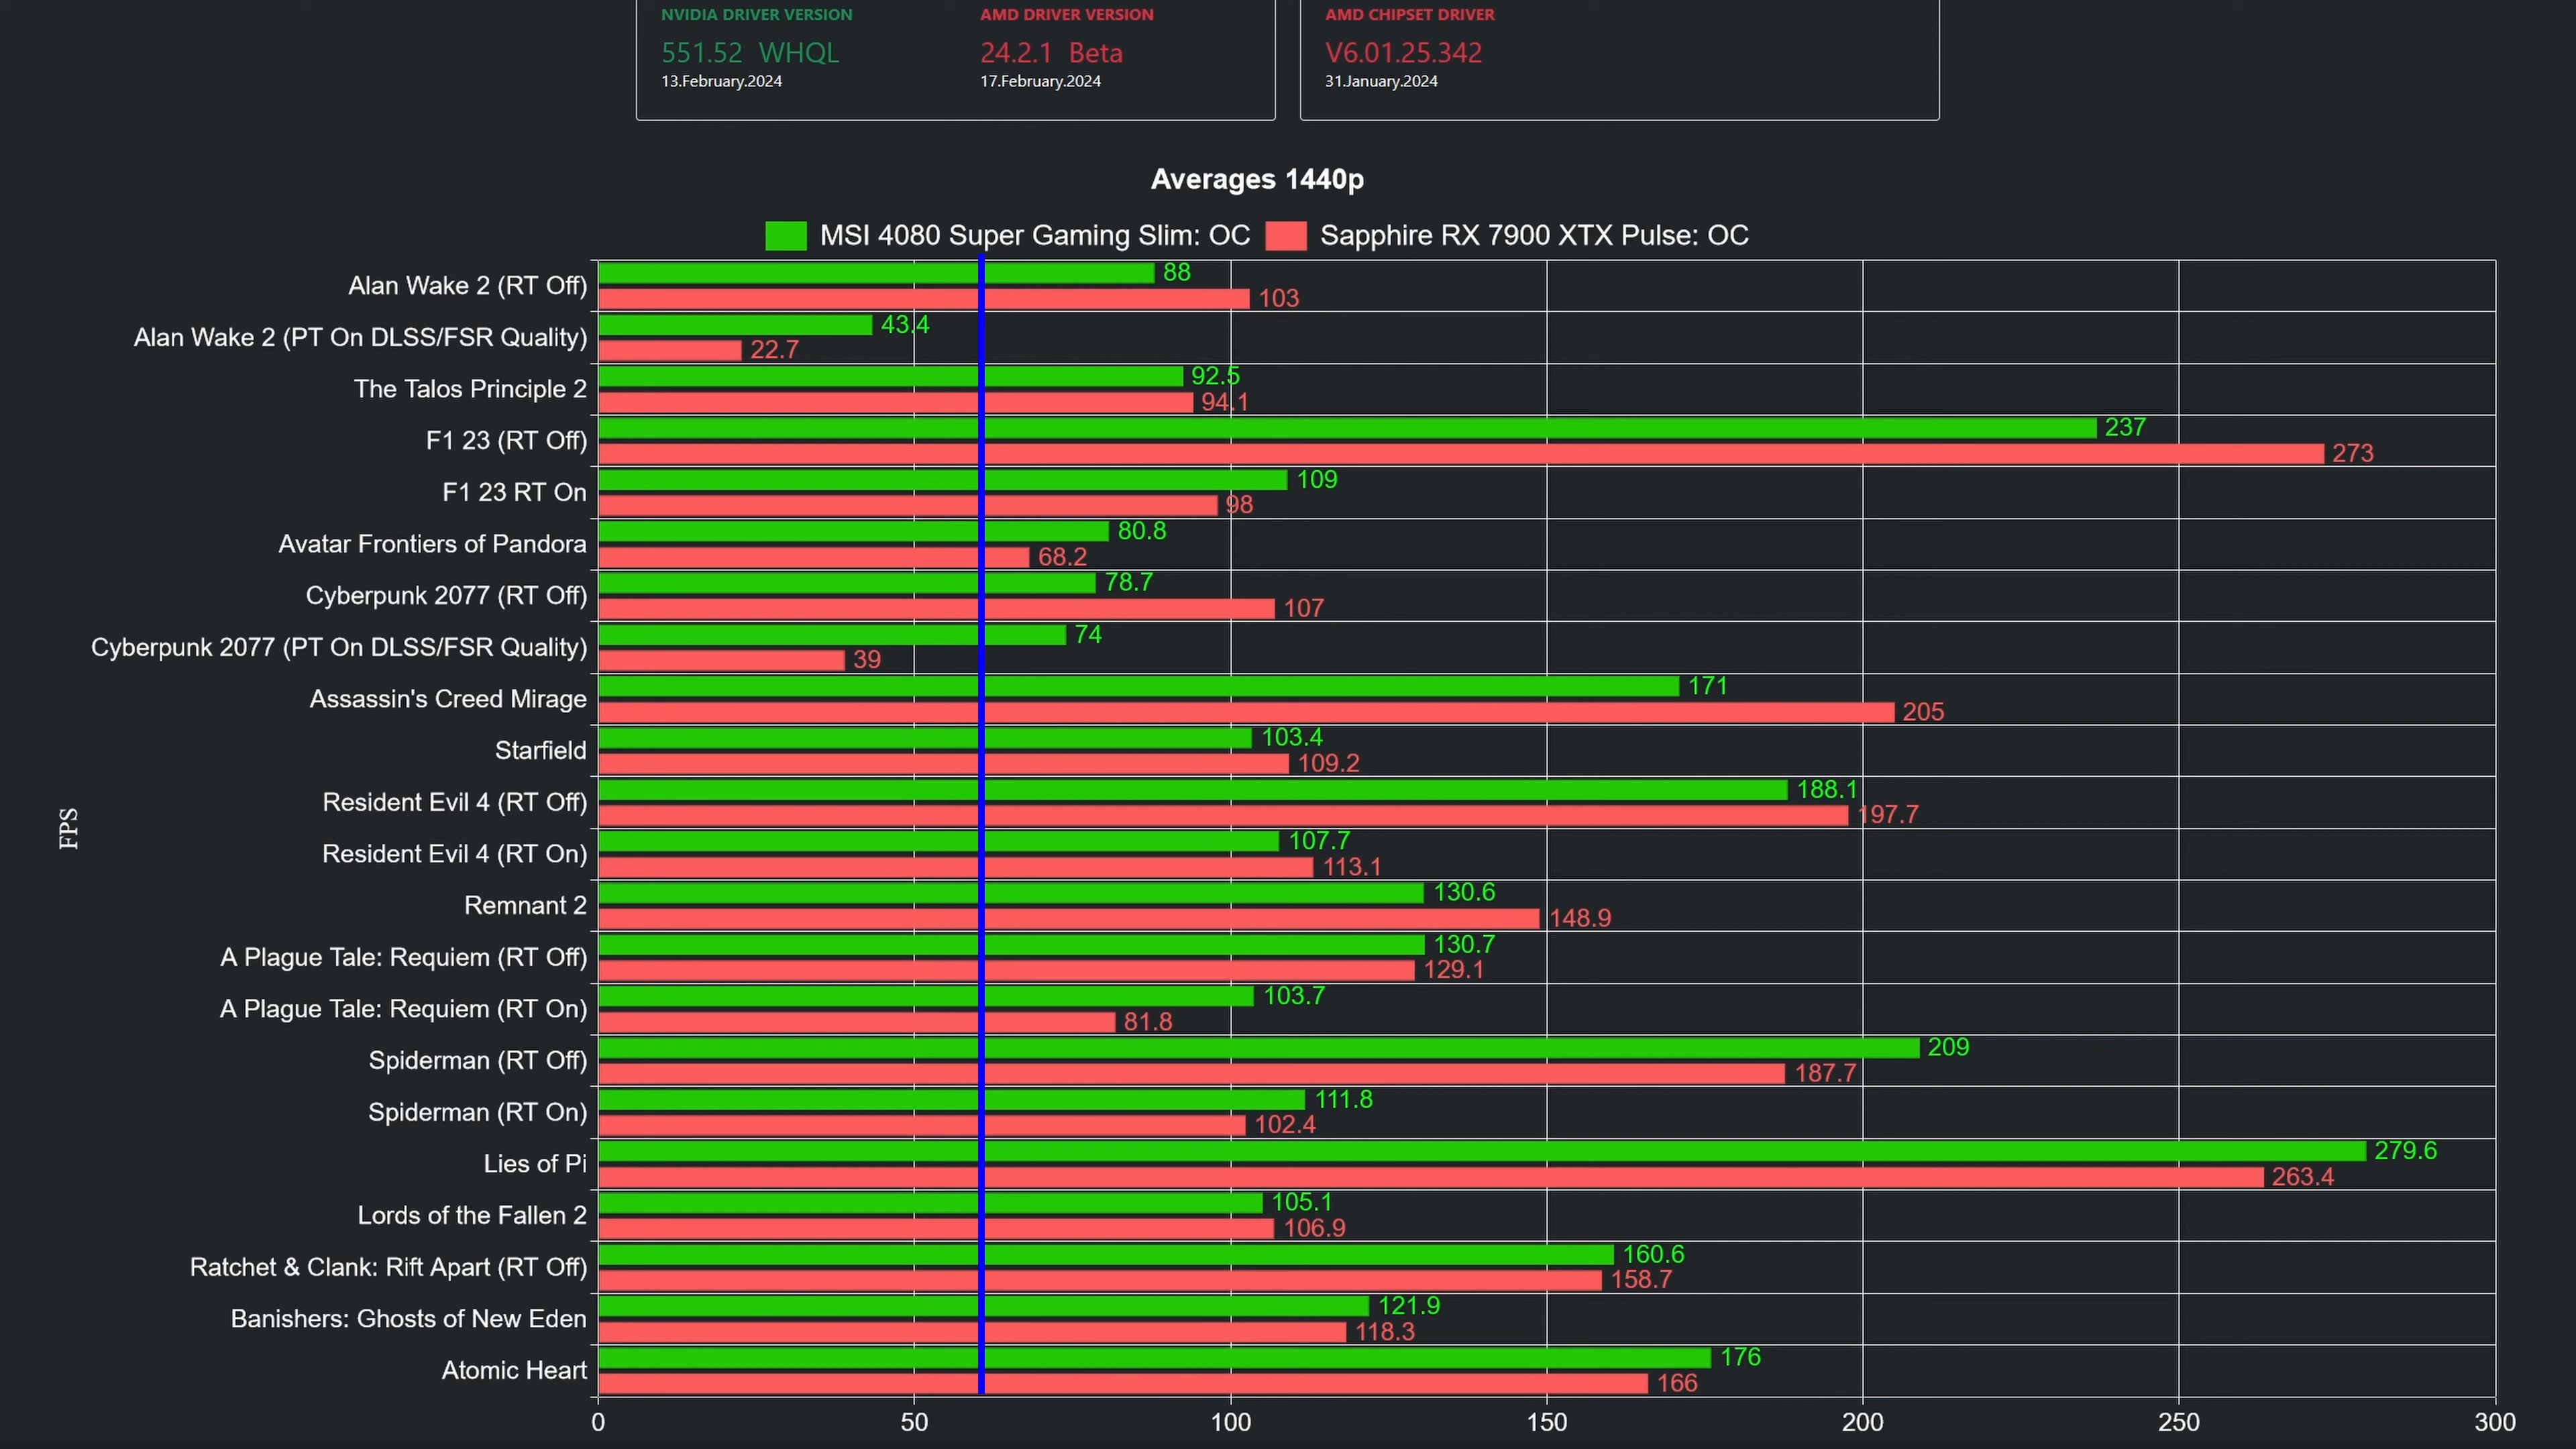 NVIDIA DRIVER VERSION
AMD DRIVER VERSION
AMD CHIPSET DRIVER
551.52 WHQL
24.2.1 Beta
V6.01.25.342
13.February.2024
17.February.2024
31.January.2024
Averages 1440p
MSI 4080 Super Gaming Slim: OC
Sapphire RX 7900 XTX Pulse: OC
FPS
Alan Wake 2 (RT Off)
88
103
Alan Wake 2 (PT On DLSS/FSR Quality)
43.4
22.7
The Talos Principle 2
92.5
94.1
F1 23 (RT Off)
237
273
F1 23 RT On
109
98
Avatar Frontiers of Pandora
80.8
68.2
Cyberpunk 2077 (RT Off)
78.7
107
Cyberpunk 2077 (PT On DLSS/FSR Quality)
74
39
Assassin's Creed Mirage
171
205
Starfield
103.4
109.2
Resident Evil 4 (RT Off)
188.1
197.7
Resident Evil 4 (RT On)
107.7
113.1
Remnant 2
130.6
148.9
A Plague Tale: Requiem (RT Off)
130.7
129.1
A Plague Tale: Requiem (RT On)
103.7
81.8
Spiderman (RT Off)
209
187.7
Spiderman (RT On)
111.8
102.4
Lies of Pi
279.6
263.4
Lords of the Fallen 2
105.1
106.9
Ratchet & Clank: Rift Apart (RT Off)
160.6
158.7
Banishers: Ghosts of New Eden
121.9
118.3
Atomic Heart
176
166
0
50
100
150
200
250
300